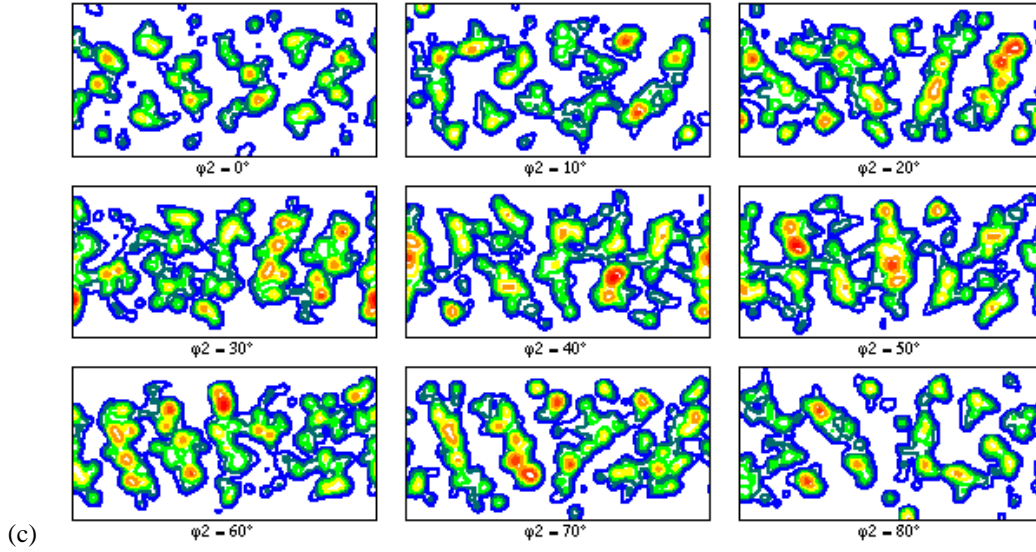 φ2 = 0°
φ2 = 10°
φ2 = 20°
φ2 = 30°
φ2 = 40°
φ2 = 50°
φ2 = 60°
φ2 = 70°
φ2 = 80°
(c)